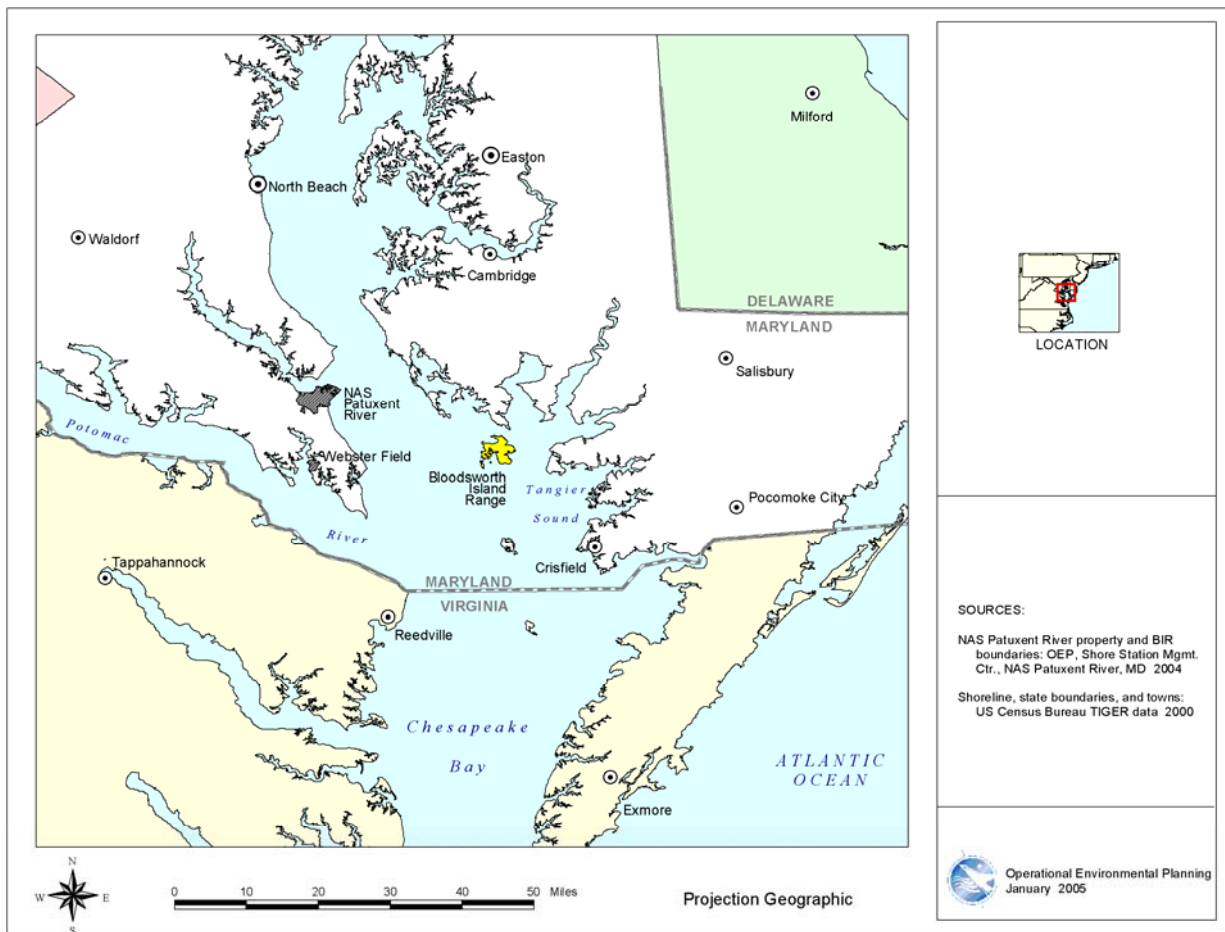 Milford
Easton
North Beach
Waldorf
Cambridge
DELAWARE
MARYLAND
Salisbury
NAS
Patuxent
River
Potomac
Webster Field
Bloodsworth
Island
Range
Tangier
Sound
Pocomoke City
River
Crisfield
Tappahannock
MARYLAND
VIRGINIA
Reedville
Chesapeake
Bay
ATLANTIC
OCEAN
Exmore
LOCATION
SOURCES:
NAS Patuxent River property and BIR
boundaries: OEP, Shore Station Mgmt.
Ctr., NAS Patuxent River, MD 2004
Shoreline, state boundaries, and towns:
US Census Bureau TIGER data 2000
N
W E
S
0 10 20 30 40 50 Miles
Projection Geographic
Operational Environmental Planning
January 2005